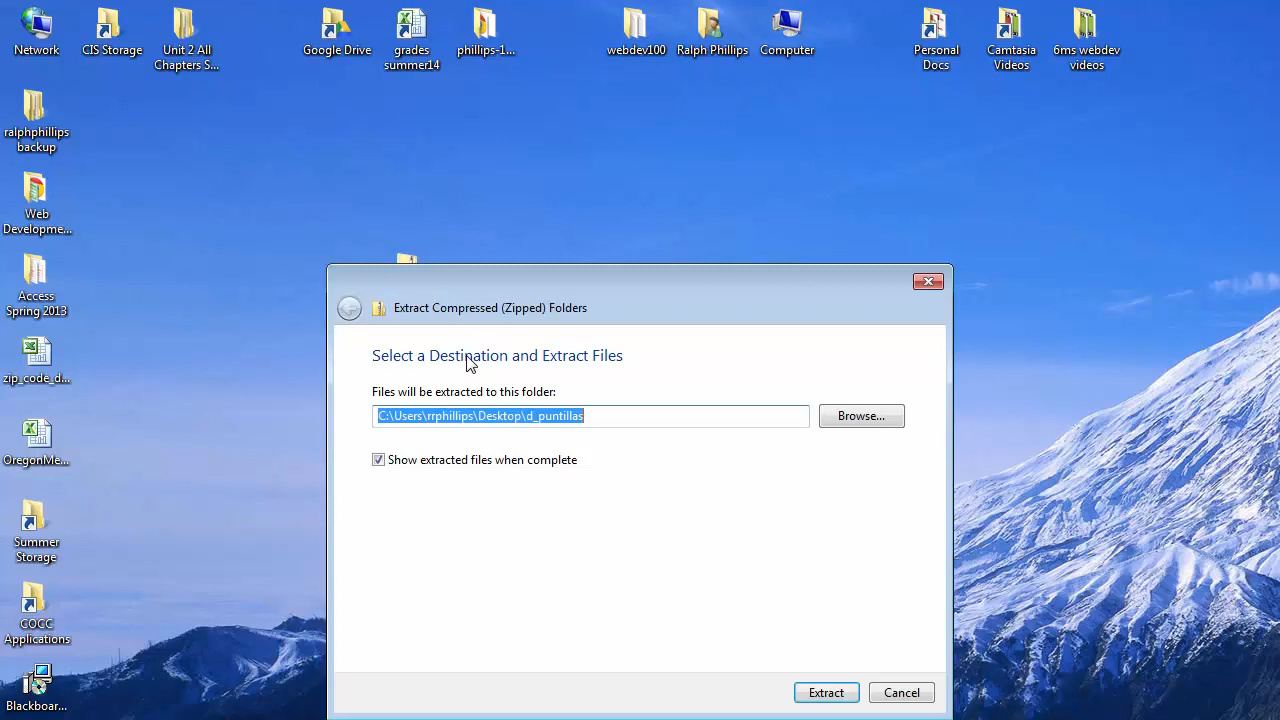 Network
CIS Storage
Unit 2 All
Chapters S...
Google Drive
grades
summer14
phillips-1...
webdev100
Ralph Phillips
Computer
Personal
Docs
Camtasia
Videos
6ms webdev
videos
ralphphillips
backup
Web
Developme...
Access
Spring 2013
zip_code_d...
OregonMe...
Summer
Storage
COCC
Applications
Blackboar...
Extract Compressed (Zipped) Folders
Select a Destination and Extract Files
Files will be extracted to this folder:
C:\Users\rrphillips\Desktop\d_puntillas
Browse...
Show extracted files when complete
Extract
Cancel